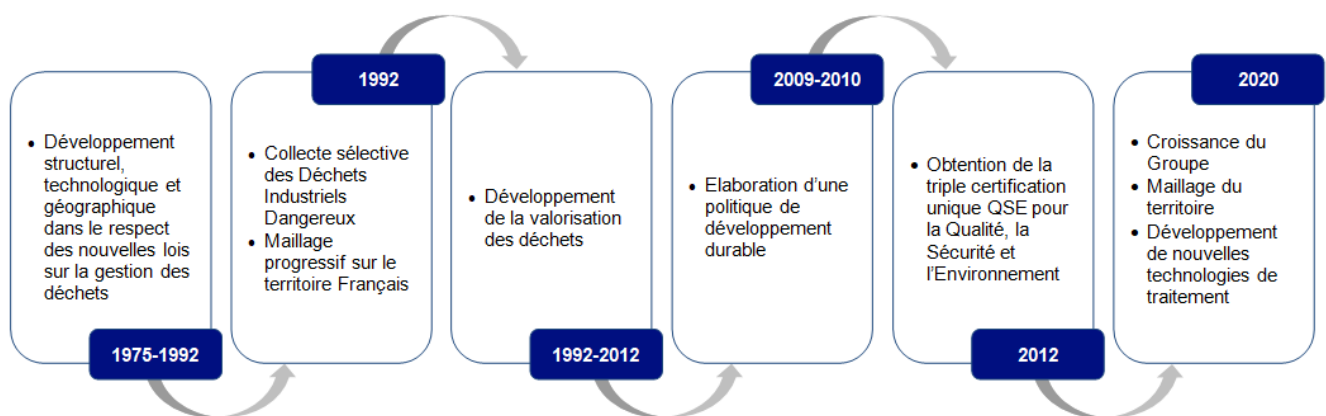 1975-1992
• Développement
structurel,
technologique et
géographique
dans le respect
des nouvelles lois
sur la gestion des
déchets
1992
• Collecte sélective
des Déchets
Industriels
Dangereux
• Maillage
progressif sur le
territoire Français
1992-2012
• Développement
de la valorisation
des déchets
2009-2010
• Elaboration d’une
politique de
développement
durable
2012
• Obtention de la
triple certification
unique QSE pour
la Qualité, la
Sécurité et
l’Environnement
2020
• Croissance du
Groupe
• Maillage du
territoire
• Développement
de nouvelles
technologies de
traitement